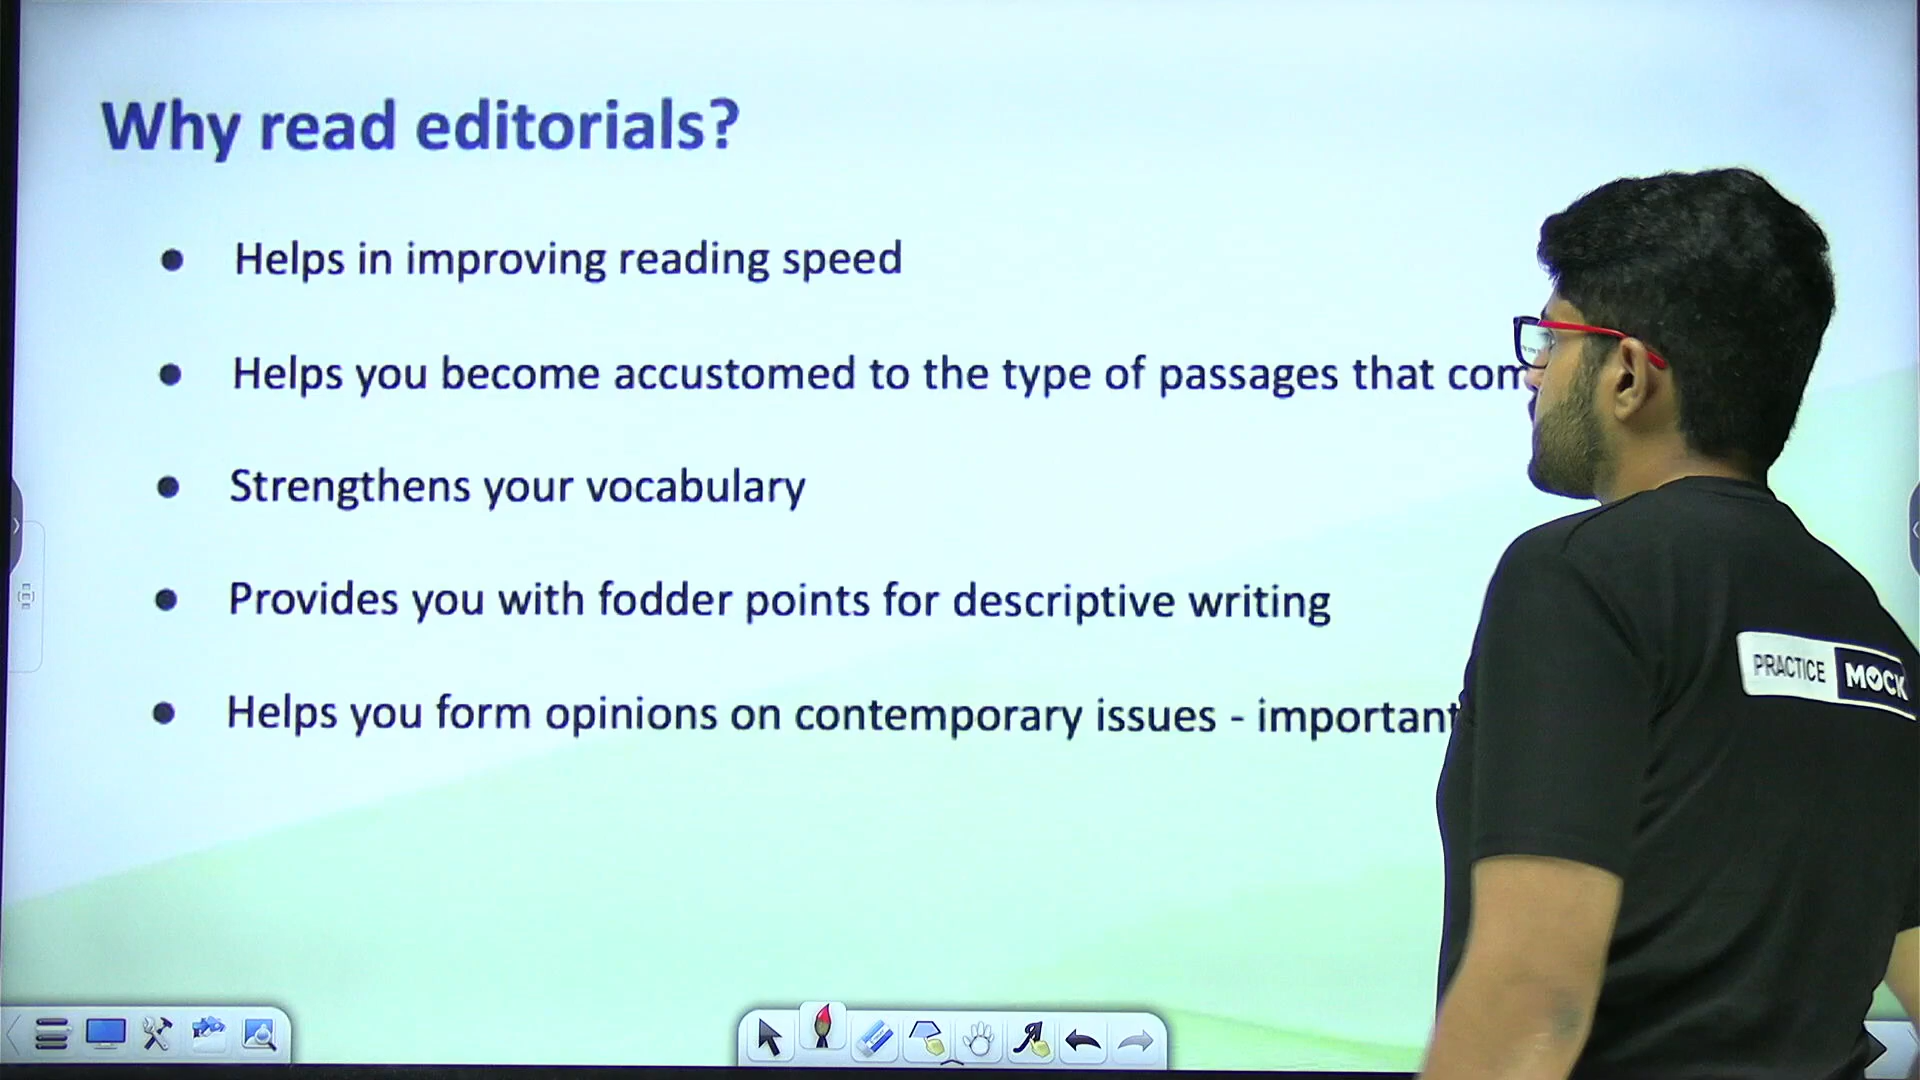 Why read editorials?
● Helps in improving reading speed
● Helps you become accustomed to the type of passages that
● Strengthens your vocabulary
● Provides you with fodder points for descriptive writing
● Helps you form opinions on contemporary issues - important
PRACTICE MOCK